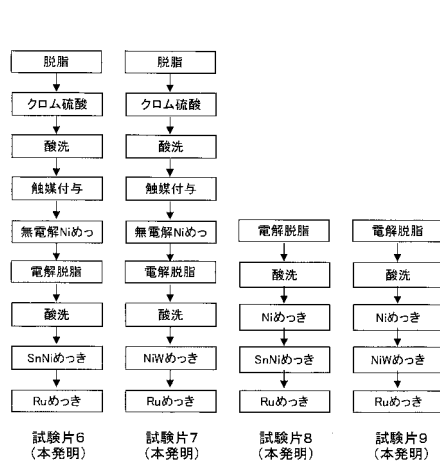 脱脂
クロム硫酸
酸洗
触媒付与
無電解Niめっ
電解脱脂
酸洗
SnNiめっき
Ruめっき
試験片6
(本発明)
脱脂
クロム硫酸
酸洗
触媒付与
無電解Niめっ
電解脱脂
酸洗
NiWめっき
Ruめっき
試験片7
(本発明)
電解脱脂
酸洗
Niめっき
SnNiめっき
Ruめっき
試験片8
(本発明)
電解脱脂
酸洗
Niめっき
NiWめっき
Ruめっき
試験片9
(本発明)